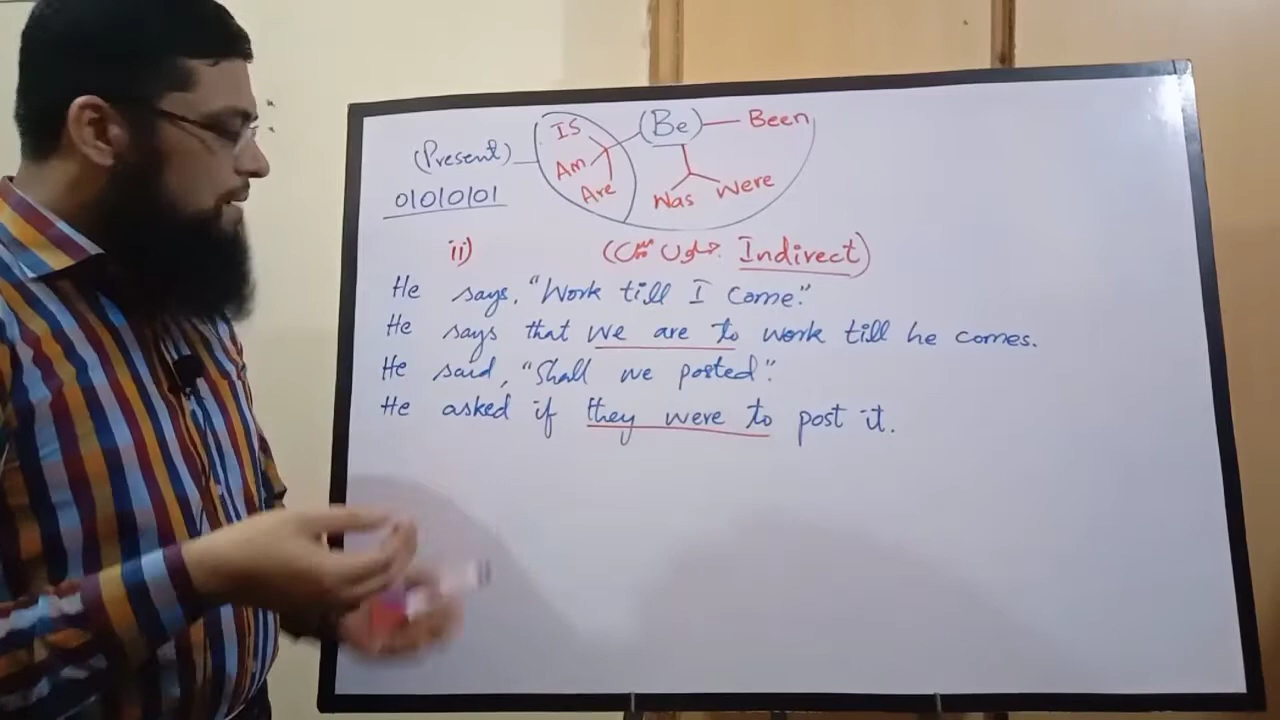 IS (Be) Been
(Present) Am Are Was Were
01010101
ii) (جملوں میں Indirect)
He says, "Work till I come."
He says that we are to work till he comes.
He said, "Shall we posted".
He asked if they were to post it.